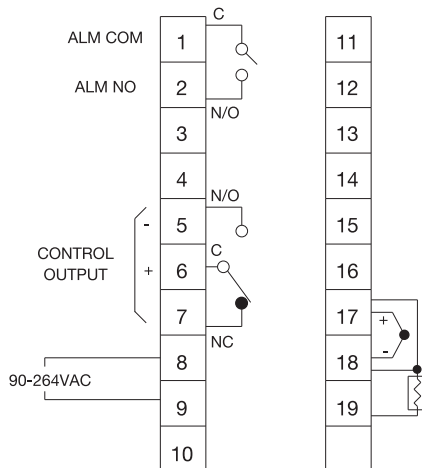 C
ALM COM
1
11
ALM NO
2
12
N/O
3
13
4
14
N/O
-
5
15
C
CONTROL
OUTPUT
+
6
16
7
17
+
NC
-
8
18
90-264VAC
9
19
10